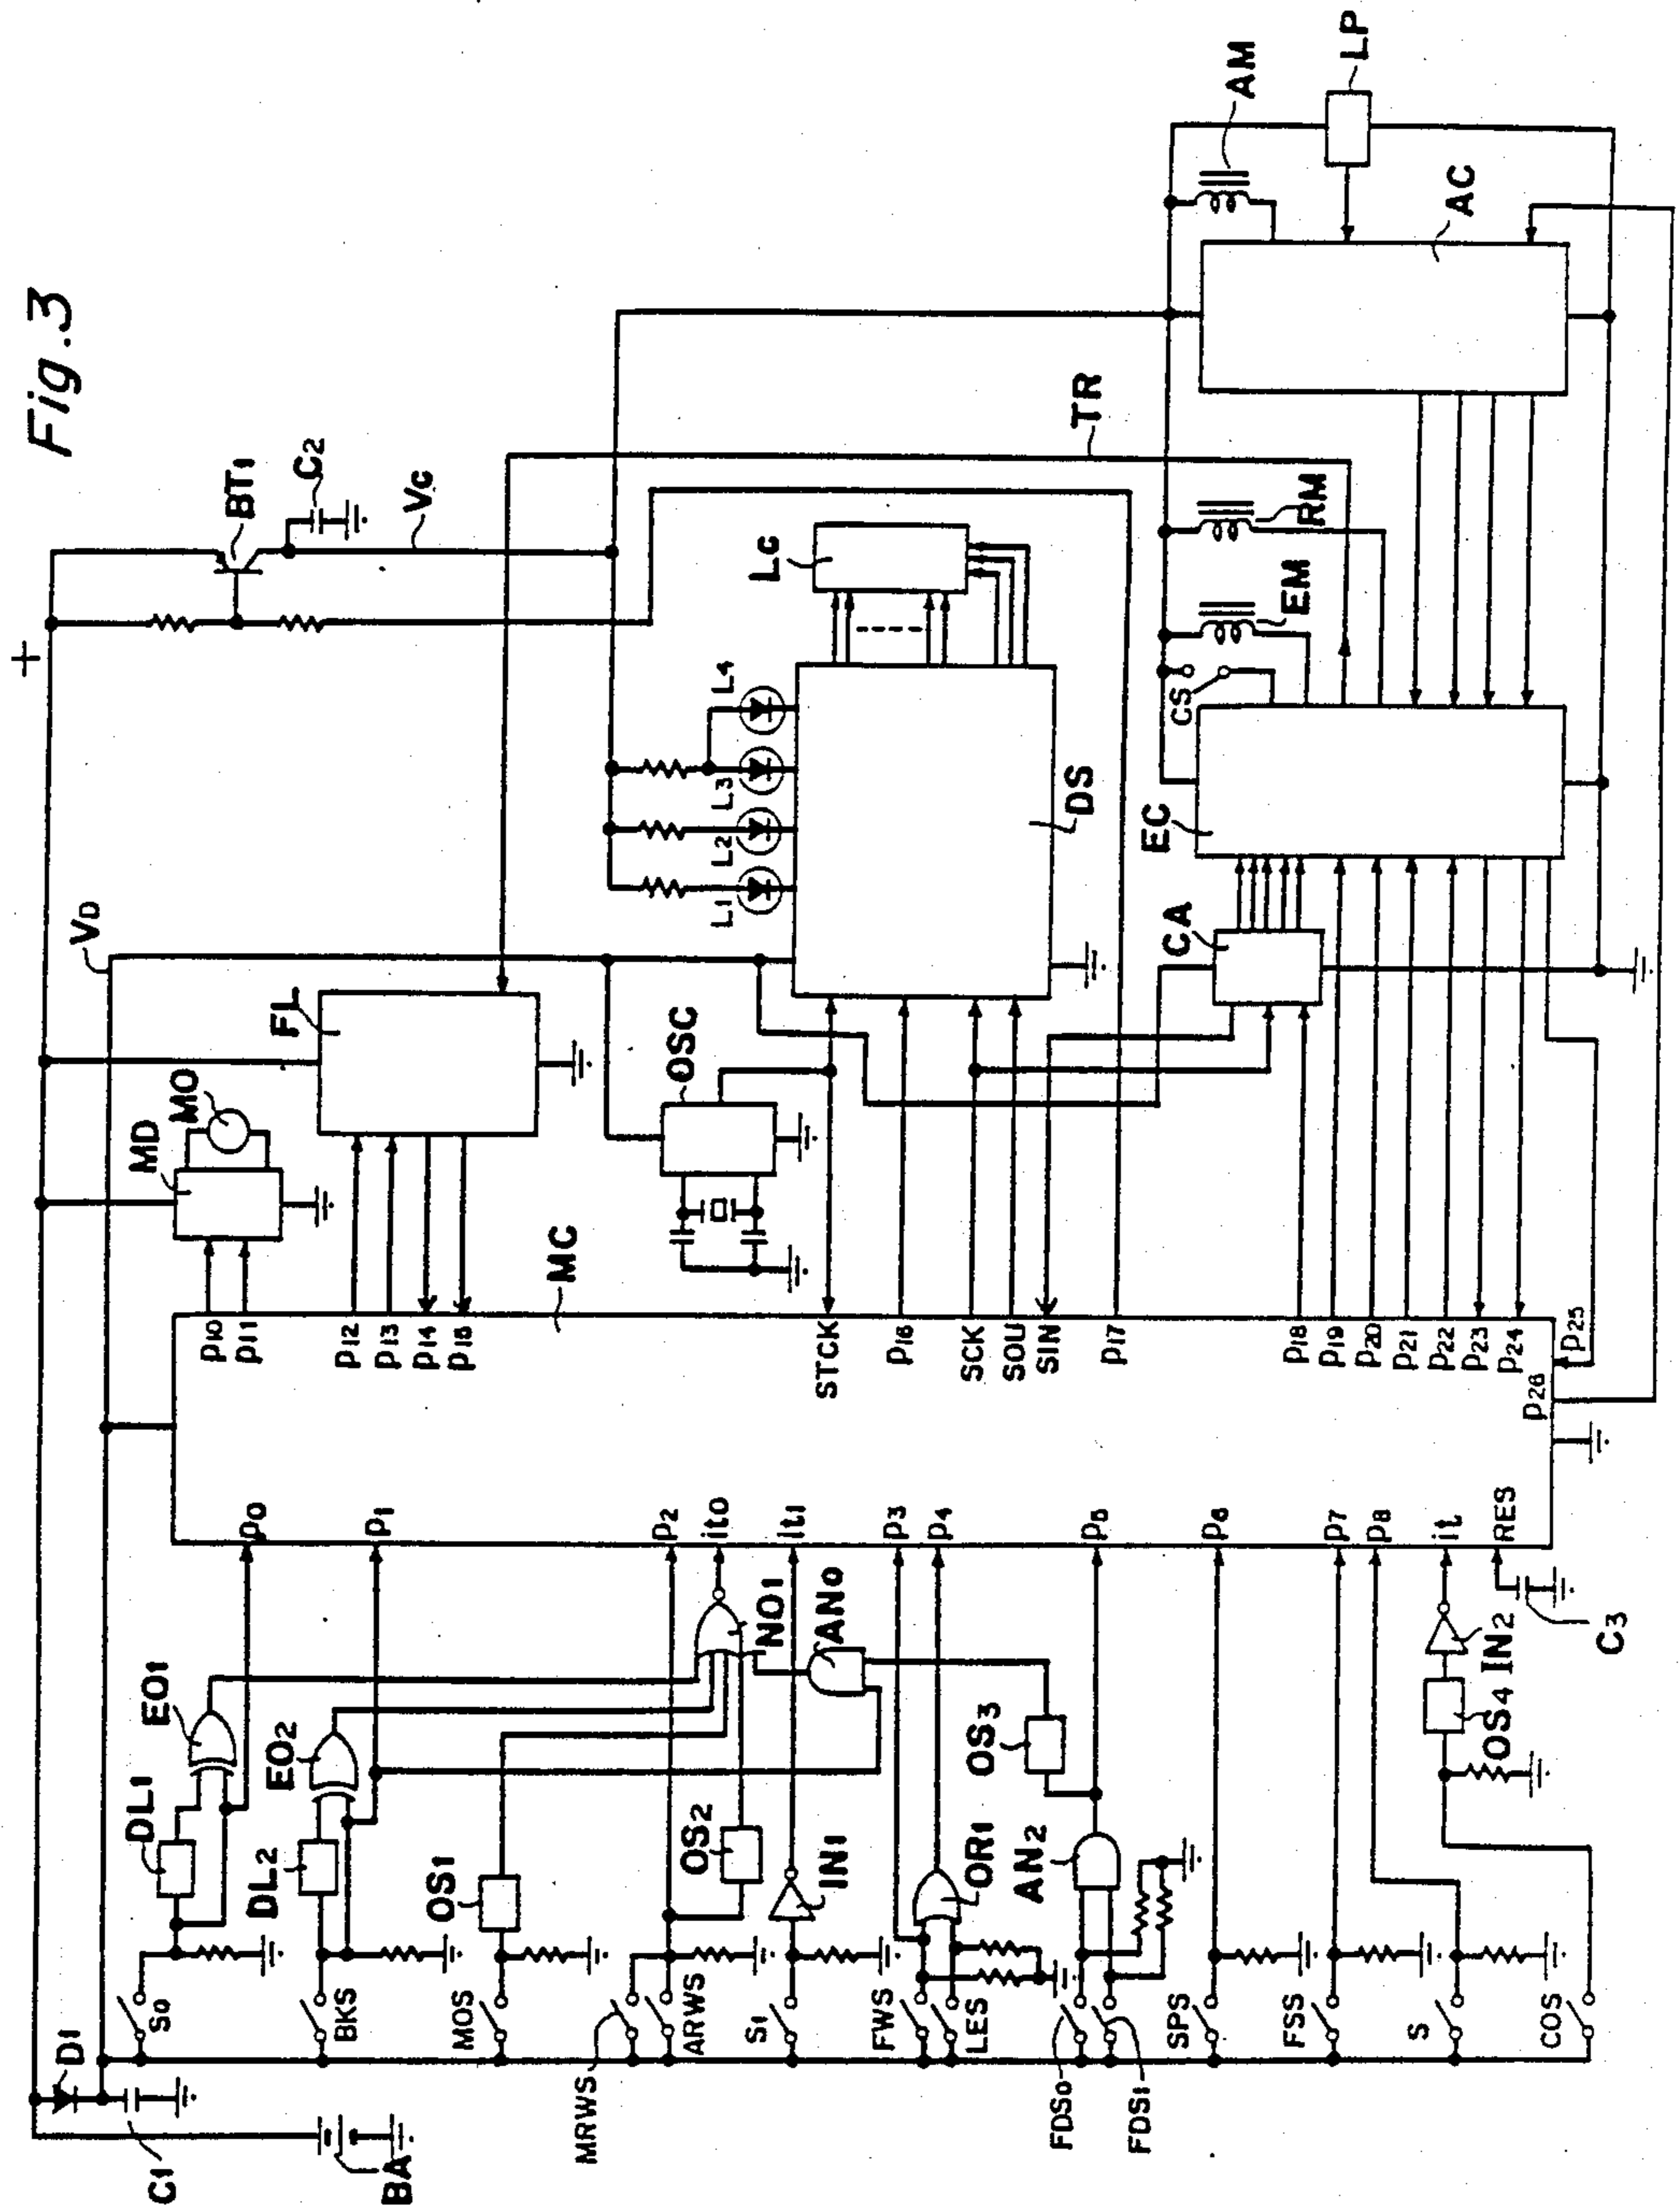 Fig.3
+
VD
BT1
C2
VC
MD
MO
FL
OSC
MC
L1
L2
L3
L4
LC
DS
TR
CA
EC
CS
EM
RM
AM
LP
AC
p10
p11
p12
p13
p14
p15
STCK
p16
SCK
SOU
SIN
p17
p18
p19
p20
p21
p22
p23
p24
p25
p26
p0
p1
p2
it0
it1
p3
p4
p5
p6
p7
p8
it
RES
EO1
DL1
EO2
DL2
OS1
OS2
NO1
AN0
IN1
OR1
OS3
AN2
OS4
IN2
C3
D1
C1
BA
S0
BKS
MOS
MRWS
ARWS
S1
FWS
LES
FDS0
FDS1
SPS
FSS
S
COS